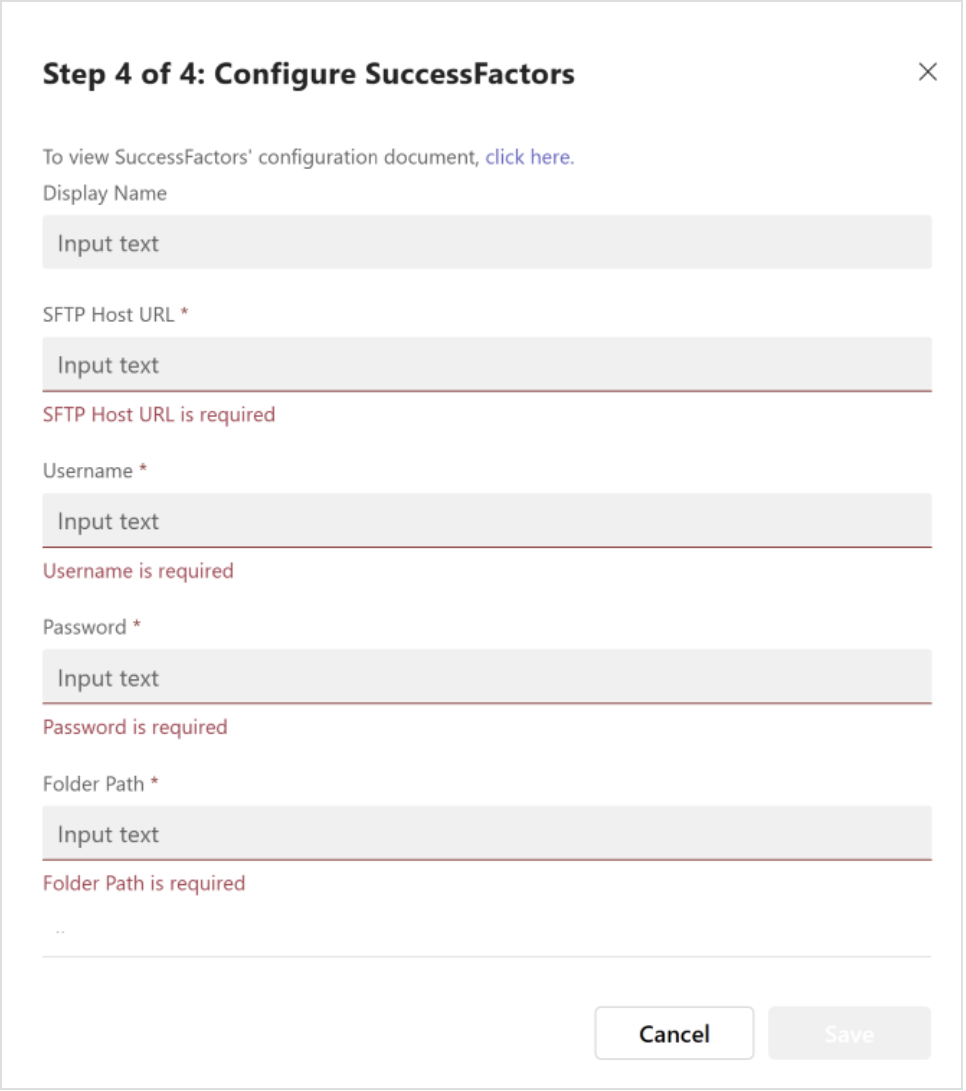 Step 4 of 4: Configure SuccessFactors
To view SuccessFactors' configuration document, click here.
Display Name
Input text
SFTP Host URL *
Input text
SFTP Host URL is required
Username *
Input text
Username is required
Password *
Input text
Password is required
Folder Path *
Input text
Folder Path is required
Cancel
Save